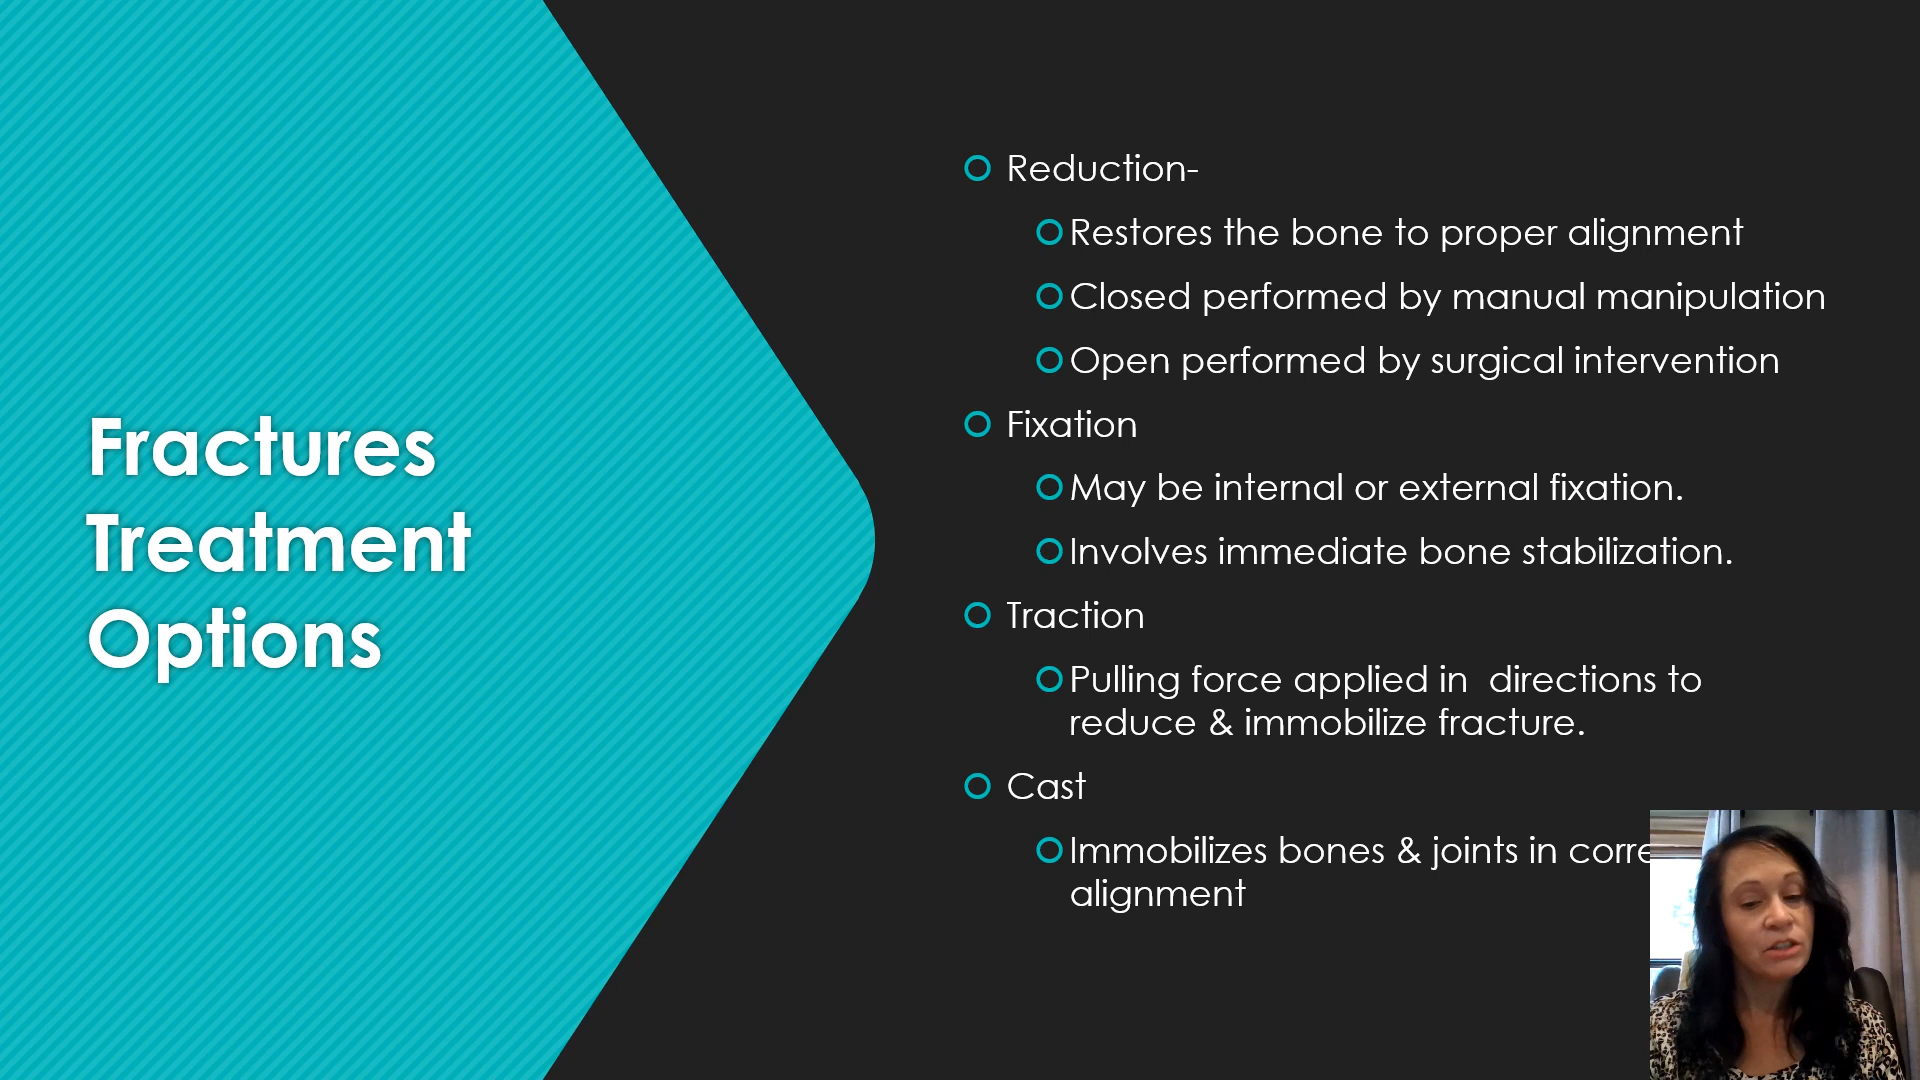 Fractures
Treatment
Options
Reduction-
Restores the bone to proper alignment
Closed performed by manual manipulation
Open performed by surgical intervention
Fixation
May be internal or external fixation.
Involves immediate bone stabilization.
Traction
Pulling force applied in  directions to
reduce & immobilize fracture.
Cast
Immobilizes bones & joints in
alignment